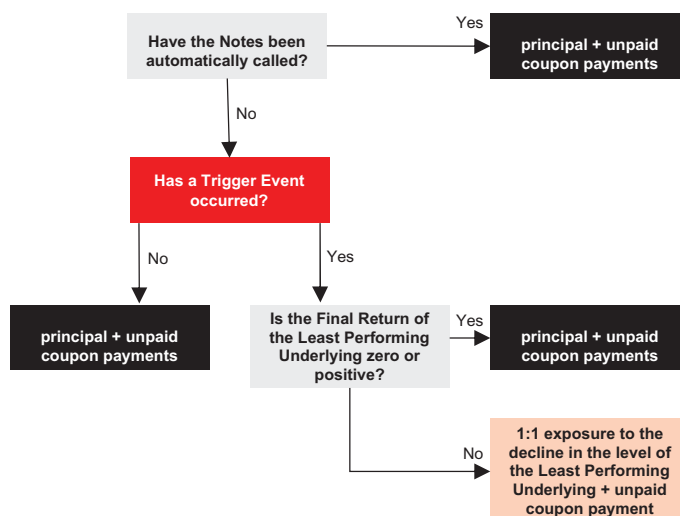 Have the Notes been
automatically called?
Yes
principal + unpaid
coupon payments
No
Has a Trigger Event
occurred?
No
Yes
principal + unpaid
coupon payments
Is the Final Return of
the Least Performing
Underlying zero or
positive?
Yes
principal + unpaid
coupon payments
No
1:1 exposure to the
decline in the level of
the Least Performing
Underlying + unpaid
coupon payment